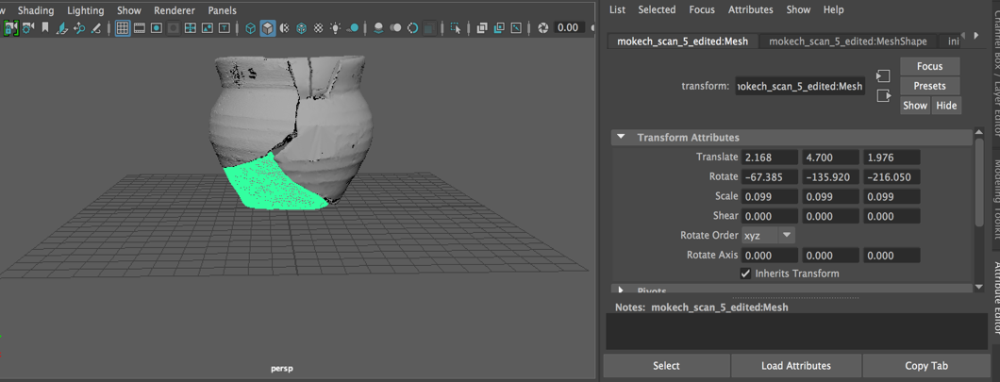 Shading Lighting Show Renderer Panels
0.00
persp
List Selected Focus Attributes Show Help
mokech_scan_5_edited:Mesh mokech_scan_5_edited:MeshShape ini
transform: mokech_scan_5_edited:Mesh
Focus
Presets
Show Hide
Transform Attributes
Translate 2.168 4.700 1.976
Rotate -67.385 -135.920 -216.050
Scale 0.099 0.099 0.099
Shear 0.000 0.000 0.000
Rotate Order xyz
Rotate Axis 0.000 0.000 0.000
Inherits Transform
Pivots
Notes: mokech_scan_5_edited:Mesh
Select Load Attributes Copy Tab
Channel Box / Layer Editor
Modeling Toolkit
Attribute Editor